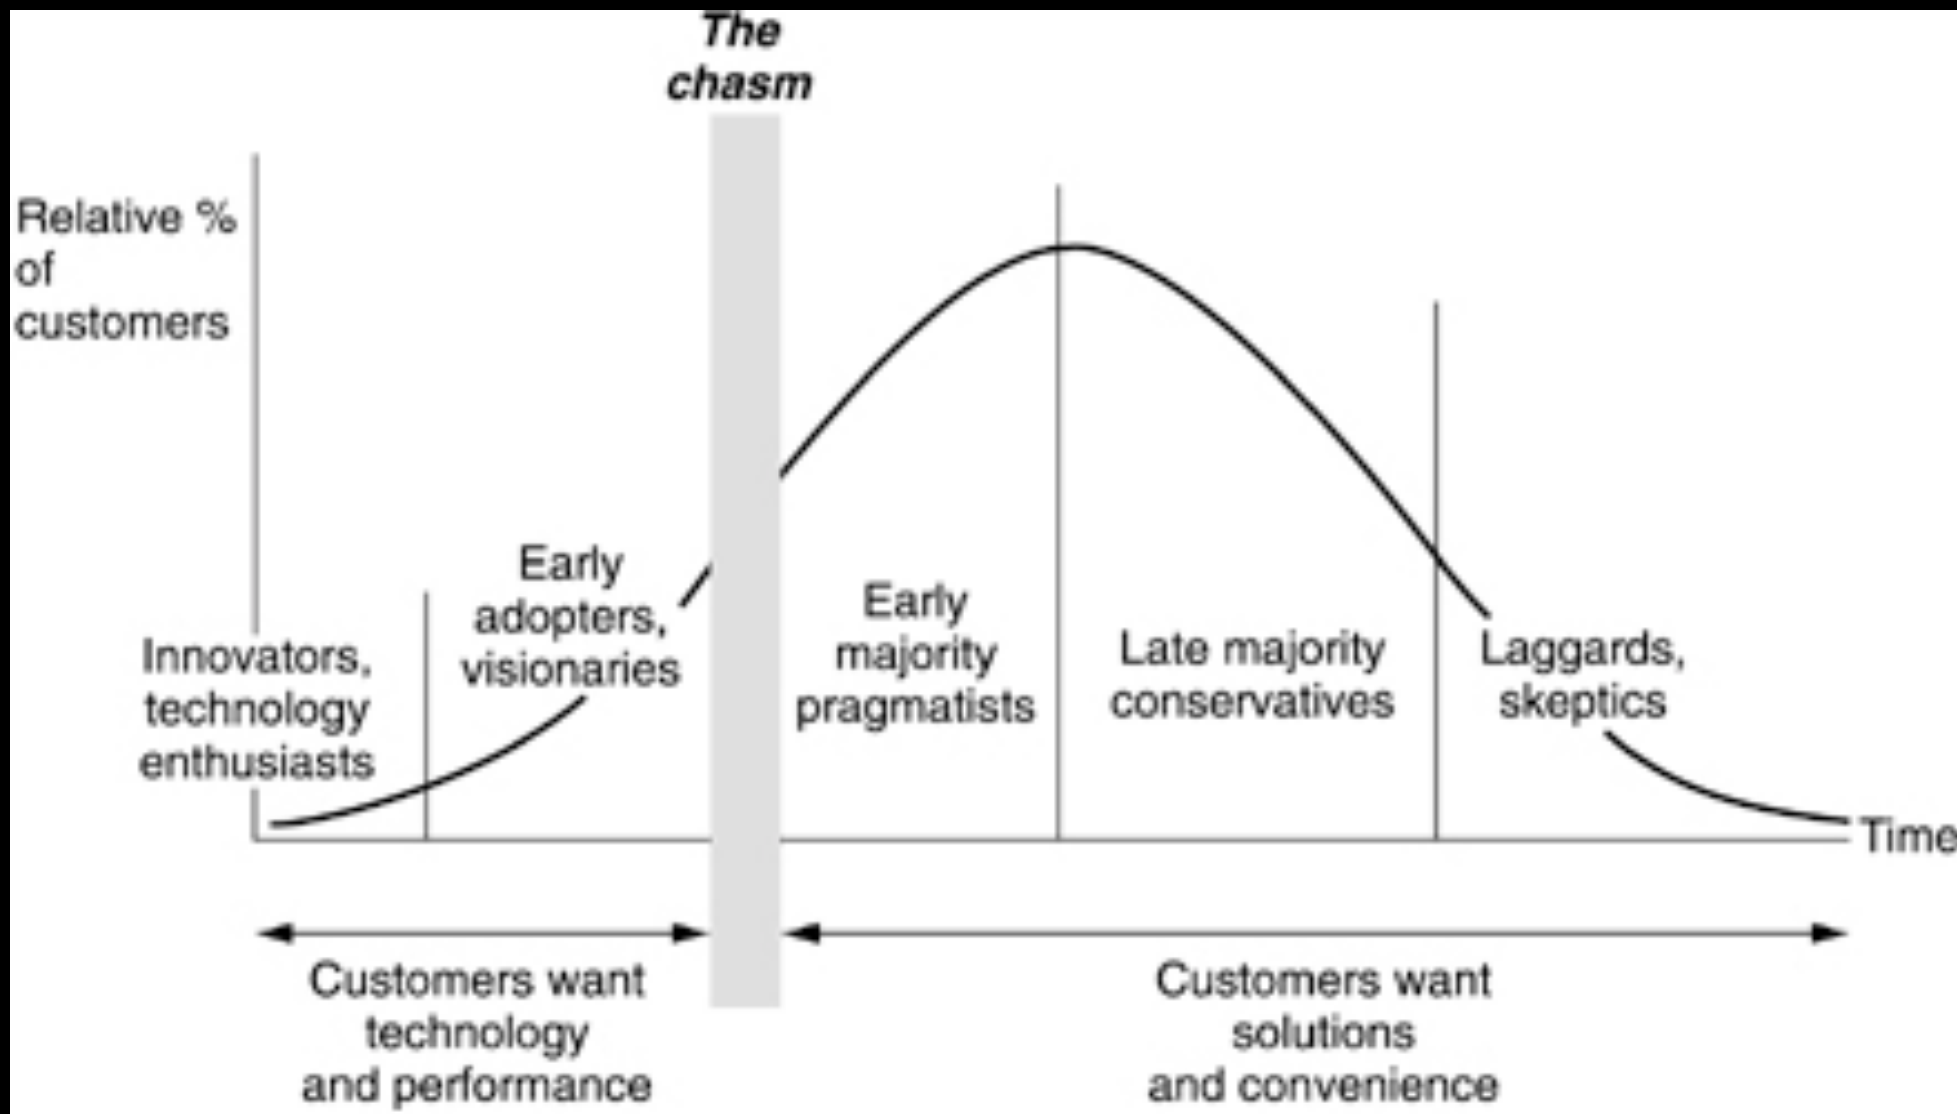 The
chasm
Relative %
of
customers
Innovators,
technology
enthusiasts
Early
adopters,
visionaries
Early
majority
pragmatists
Late majority
conservatives
Laggards,
skeptics
Time
Customers want
technology
and performance
Customers want
solutions
and convenience